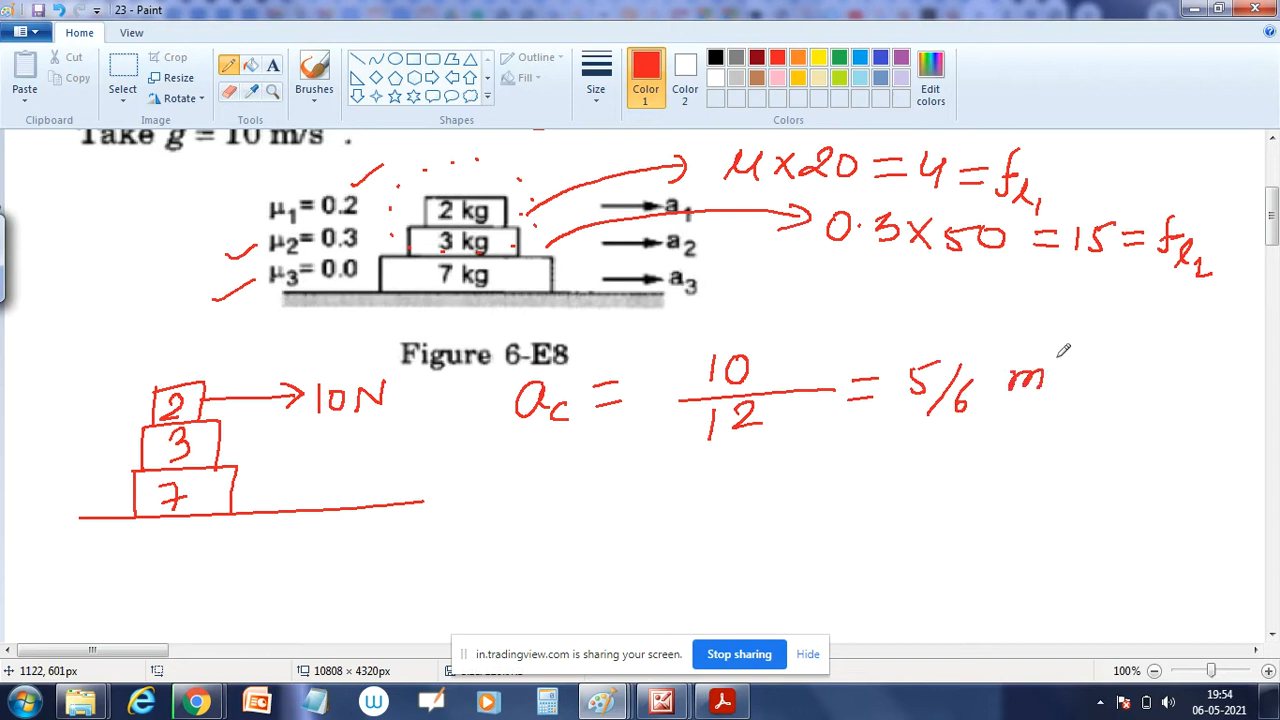 23 - Paint
Home View
Paste Cut Copy Select Crop Resize Rotate Brushes Outline Fill Size Color 1 Color 2 Edit colors
Clipboard Image Tools Shapes Colors
Take g = 10 m/s .
μ₁ = 0.2 2 kg a₁
μ₂ = 0.3 3 kg a₂
μ₃ = 0.0 7 kg a₃
μ×20 = 4 = fl₁
0.3×50 = 15 = fl₂
Figure 6-E8
2 10N
3
7
ac = 10/12 = 5/6 m
in.tradingview.com is sharing your screen. Stop sharing Hide
1122, 601px 10808 × 4320px 100%
19:54
06-05-2021